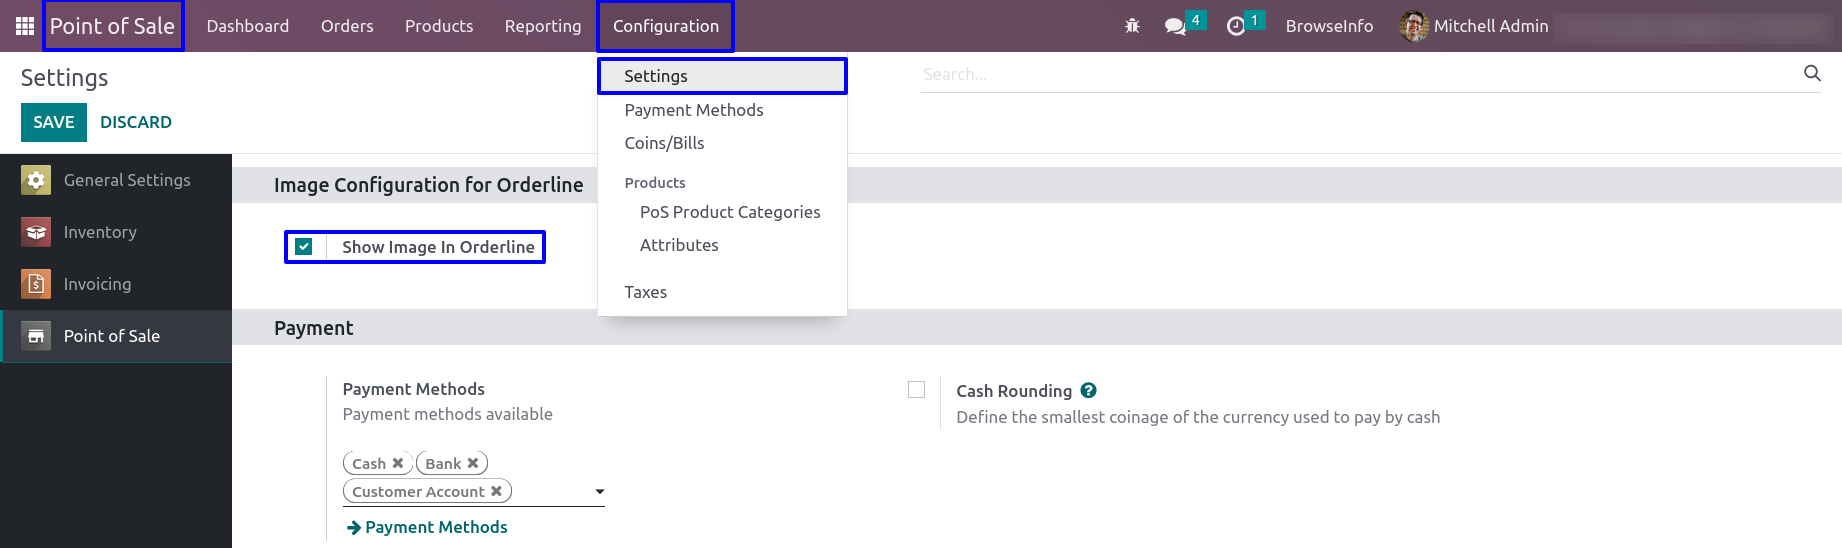 Point of Sale Dashboard Orders Products Reporting Configuration 4 1 BrowseInfo Mitchell Admin
Settings
Search...
SAVE DISCARD
Settings
Payment Methods
Coins/Bills
Products
PoS Product Categories
Attributes
Taxes
General Settings
Inventory
Invoicing
Point of Sale
Image Configuration for Orderline
Show Image In Orderline
Payment
Payment Methods
Payment methods available
Cash Bank
Customer Account
Payment Methods
Cash Rounding ?
Define the smallest coinage of the currency used to pay by cash